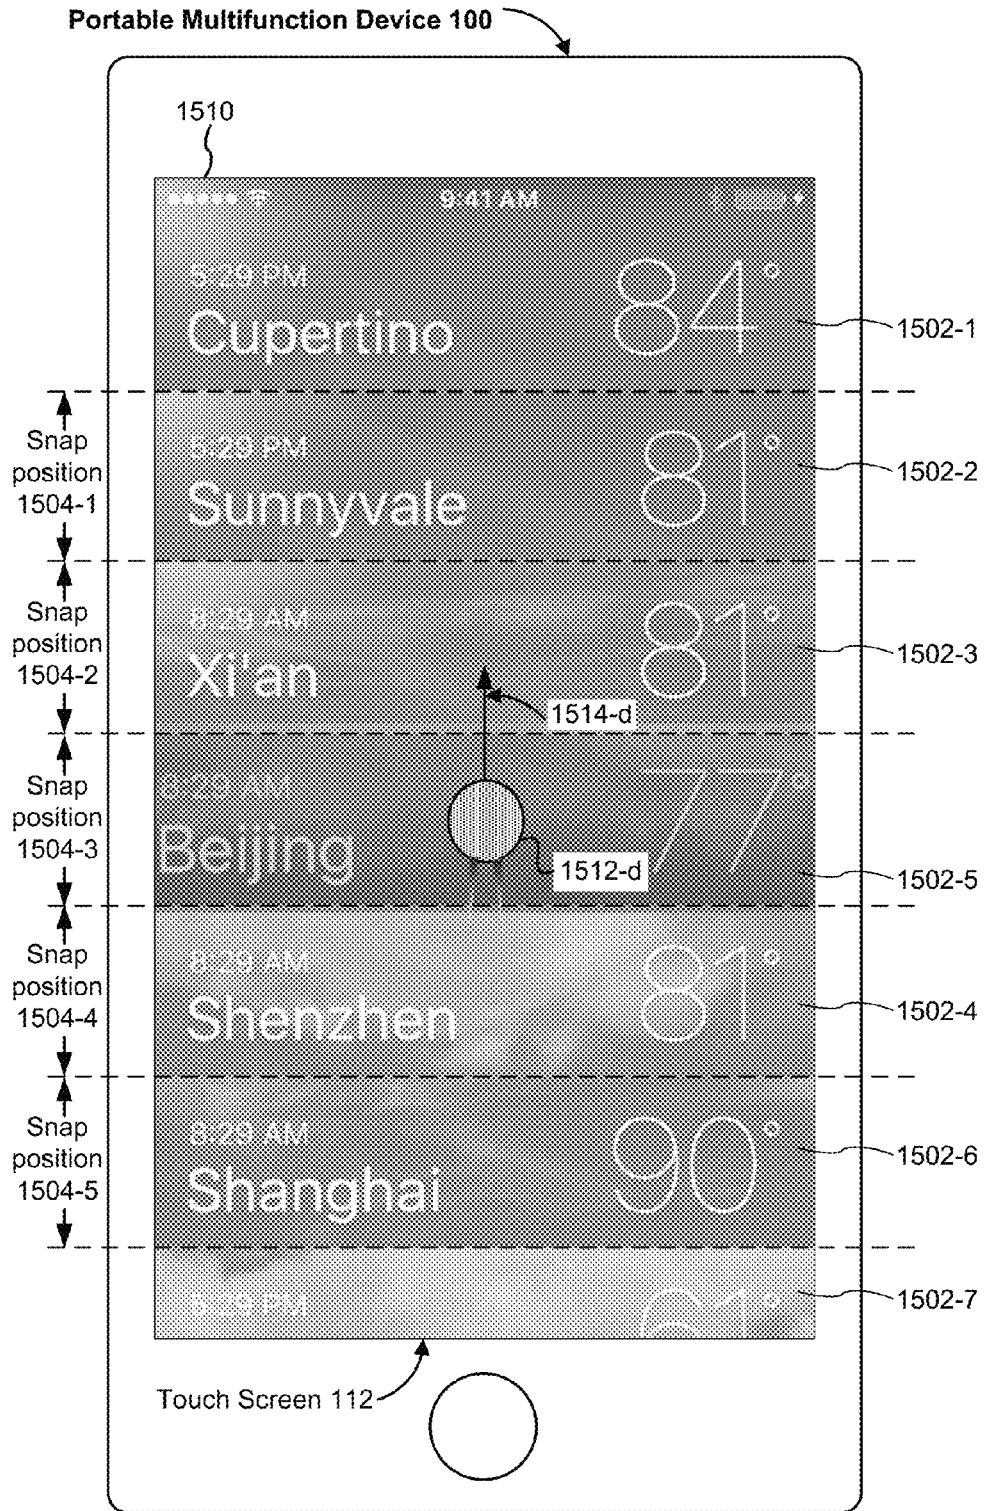 Portable Multifunction Device 100
1510
9:41 AM
5:29 PM
Cupertino
84°
1502-1
Snap
position
1504-1
5:29 PM
Sunnyvale
81°
1502-2
Snap
position
1504-2
8:29 AM
Xi'an
81°
1502-3
1514-d
Snap
position
1504-3
8:29 AM
Beijing
77°
1512-d
1502-5
Snap
position
1504-4
8:29 AM
Shenzhen
81°
1502-4
Snap
position
1504-5
8:29 AM
Shanghai
90°
1502-6
5:29 PM
1502-7
Touch Screen 112